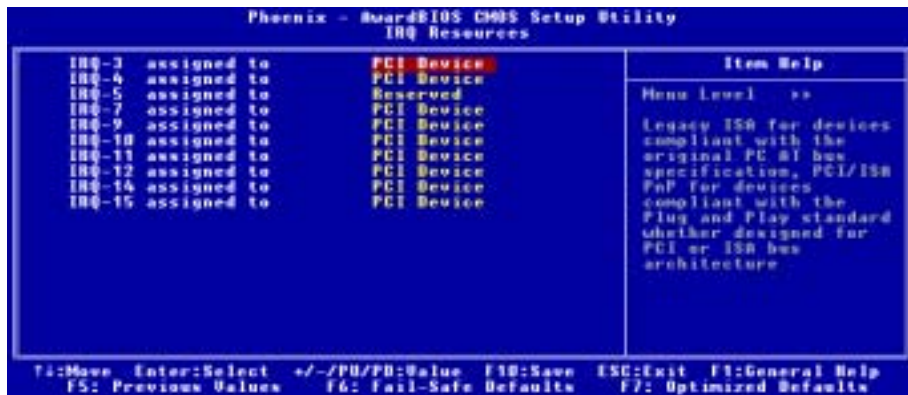 Phoenix - AwardBIOS CMOS Setup Utility
IRQ Resources
IRQ-3 assigned to PCI Device
IRQ-4 assigned to PCI Device
IRQ-5 assigned to Reserved
IRQ-7 assigned to PCI Device
IRQ-9 assigned to PCI Device
IRQ-10 assigned to PCI Device
IRQ-11 assigned to PCI Device
IRQ-12 assigned to PCI Device
IRQ-14 assigned to PCI Device
IRQ-15 assigned to PCI Device
Item Help
Menu Level >>
Legacy ISA for devices
compliant with the
original PC AT bus
specification, PCI/ISA
PnP for devices
compliant with the
Plug and Play standard
whether designed for
PCI or ISA bus
architecture
↑↓:Move Enter:Select +/-/PU/PD:Value F10:Save ESC:Exit F1:General Help
F5: Previous Values F6: Fail-Safe Defaults F7: Optimized Defaults